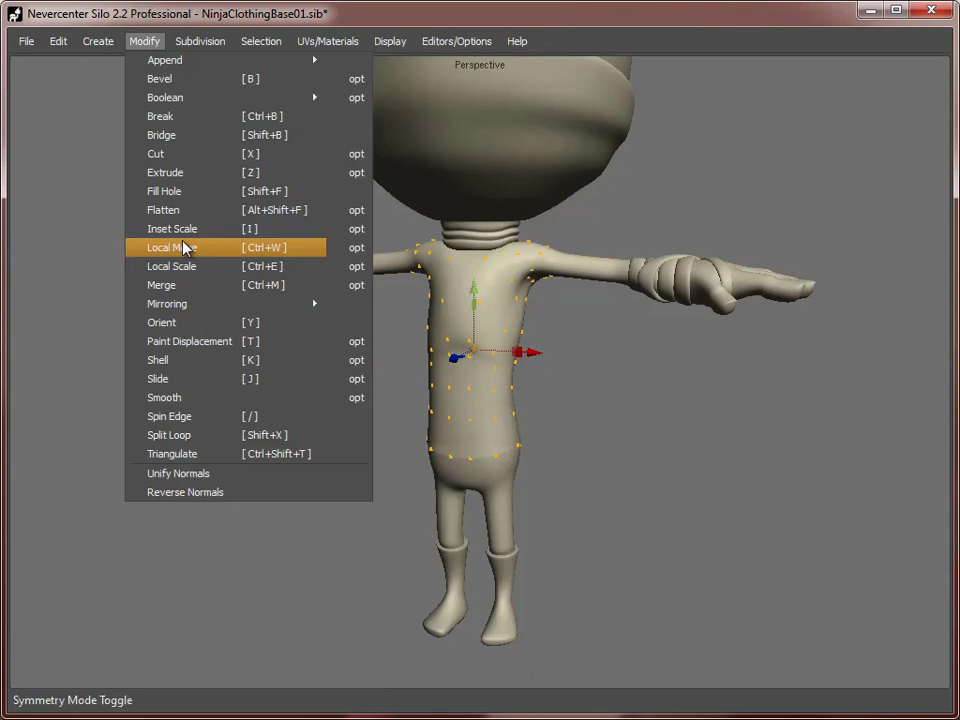 Nevercenter Silo 2.2 Professional - NinjaClothingBase01.sib*
File Edit Create Modify Subdivision Selection UVs/Materials Display Editors/Options Help
Perspective
Append
Bevel [ B ] opt
Boolean opt
Break [ Ctrl+B ]
Bridge [ Shift+B ]
Cut [ X ] opt
Extrude [ Z ] opt
Fill Hole [ Shift+F ]
Flatten [ Alt+Shift+F ] opt
Inset Scale [ I ] opt
Local Move [ Ctrl+W ] opt
Local Scale [ Ctrl+E ] opt
Merge [ Ctrl+M ] opt
Mirroring
Orient [ Y ]
Paint Displacement [ T ] opt
Shell [ K ] opt
Slide [ J ] opt
Smooth opt
Spin Edge [ / ]
Split Loop [ Shift+X ]
Triangulate [ Ctrl+Shift+T ]
Unify Normals
Reverse Normals
Symmetry Mode Toggle